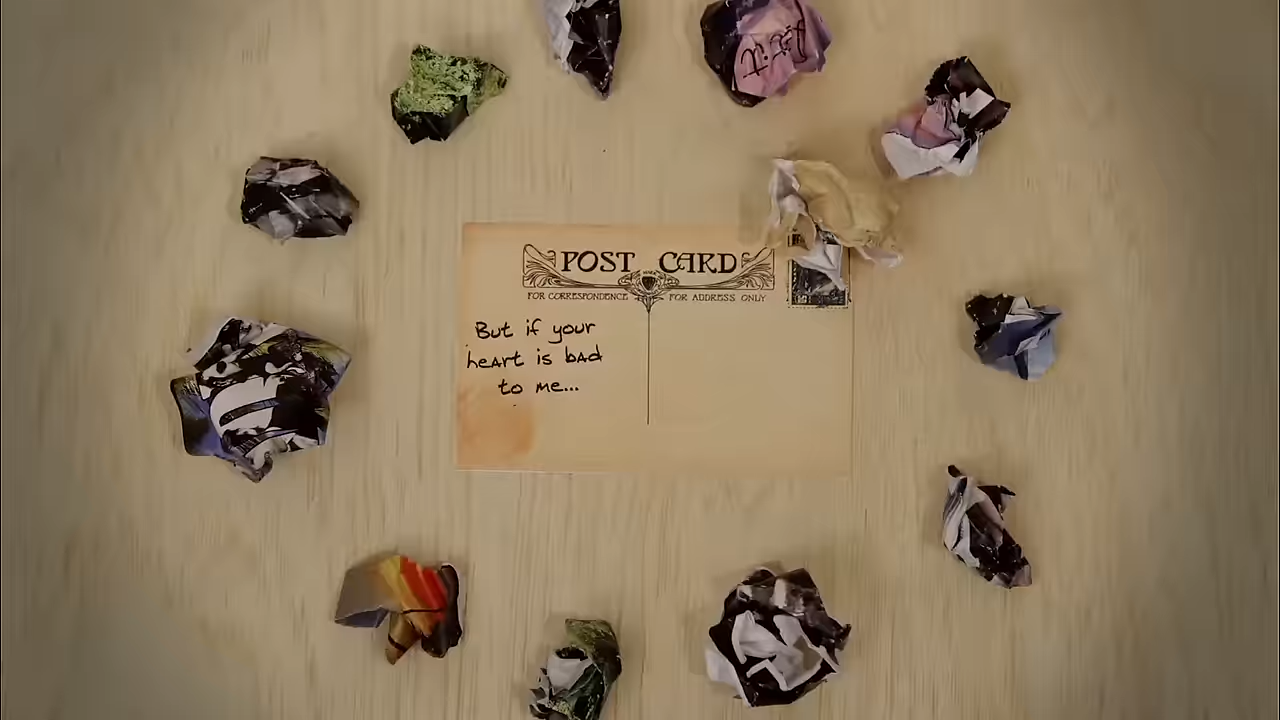 POST CARD
FOR CORRESPONDENCE FOR ADDRESS ONLY
But if your
heart is bad
to me...